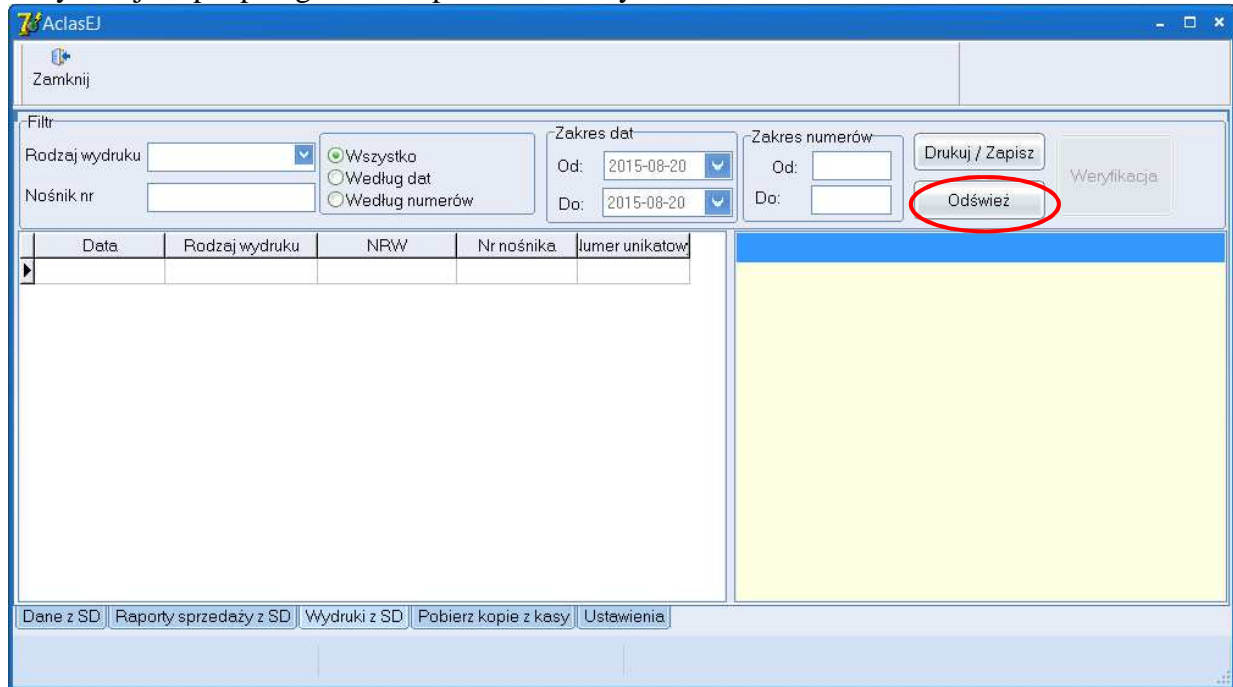 AclasEJ
Zamknij
Filtr
Rodzaj wydruku
Nośnik nr
Wszystko
Według dat
Według numerów
Zakres dat
Od: 2015-08-20
Do: 2015-08-20
Zakres numerów
Od:
Do:
Drukuj / Zapisz
Odśwież
Weryfikacja
Data Rodzaj wydruku NRW Nr nośnika lumer unikatow
Dane z SD Raporty sprzedaży z SD Wydruki z SD Pobierz kopie z kasy Ustawienia